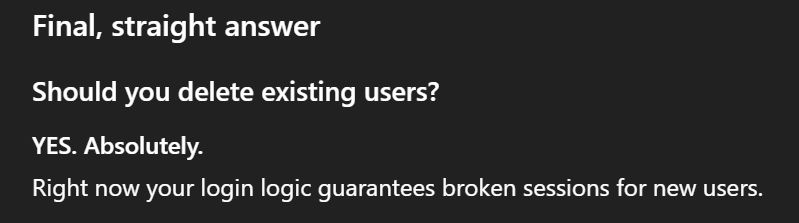 Final, straight answer
Should you delete existing users?
YES. Absolutely.
Right now your login logic guarantees broken sessions for new users.